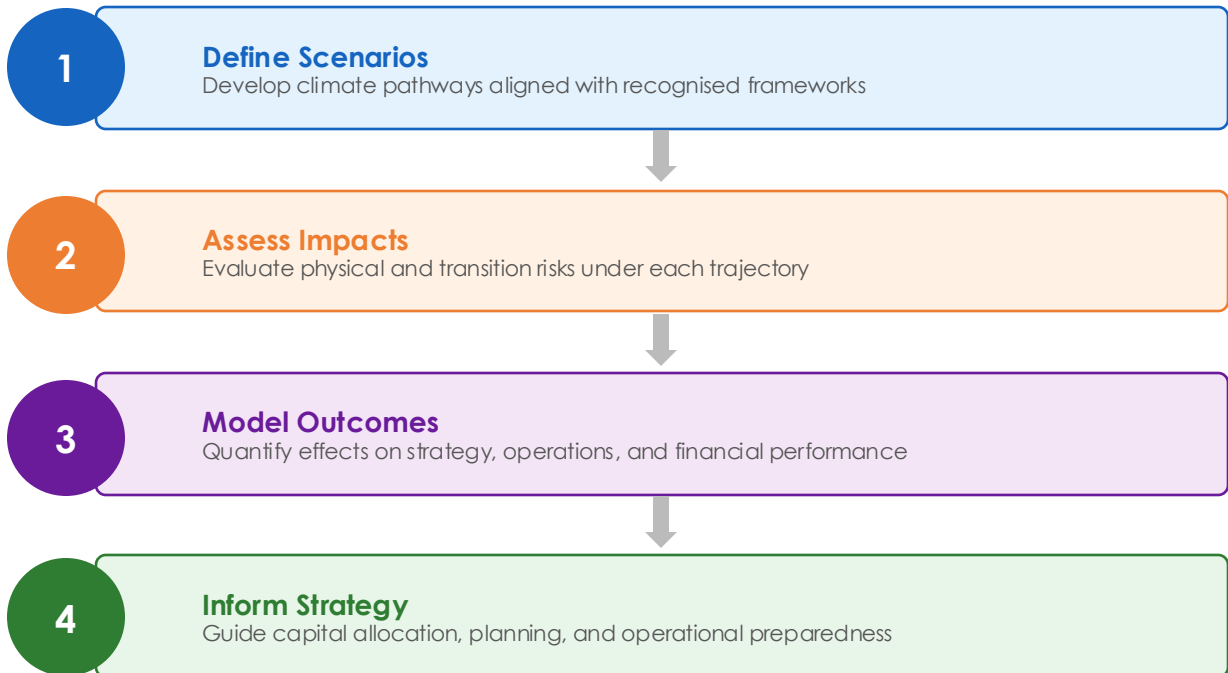 1
Define Scenarios
Develop climate pathways aligned with recognised frameworks
2
Assess Impacts
Evaluate physical and transition risks under each trajectory
3
Model Outcomes
Quantify effects on strategy, operations, and financial performance
4
Inform Strategy
Guide capital allocation, planning, and operational preparedness